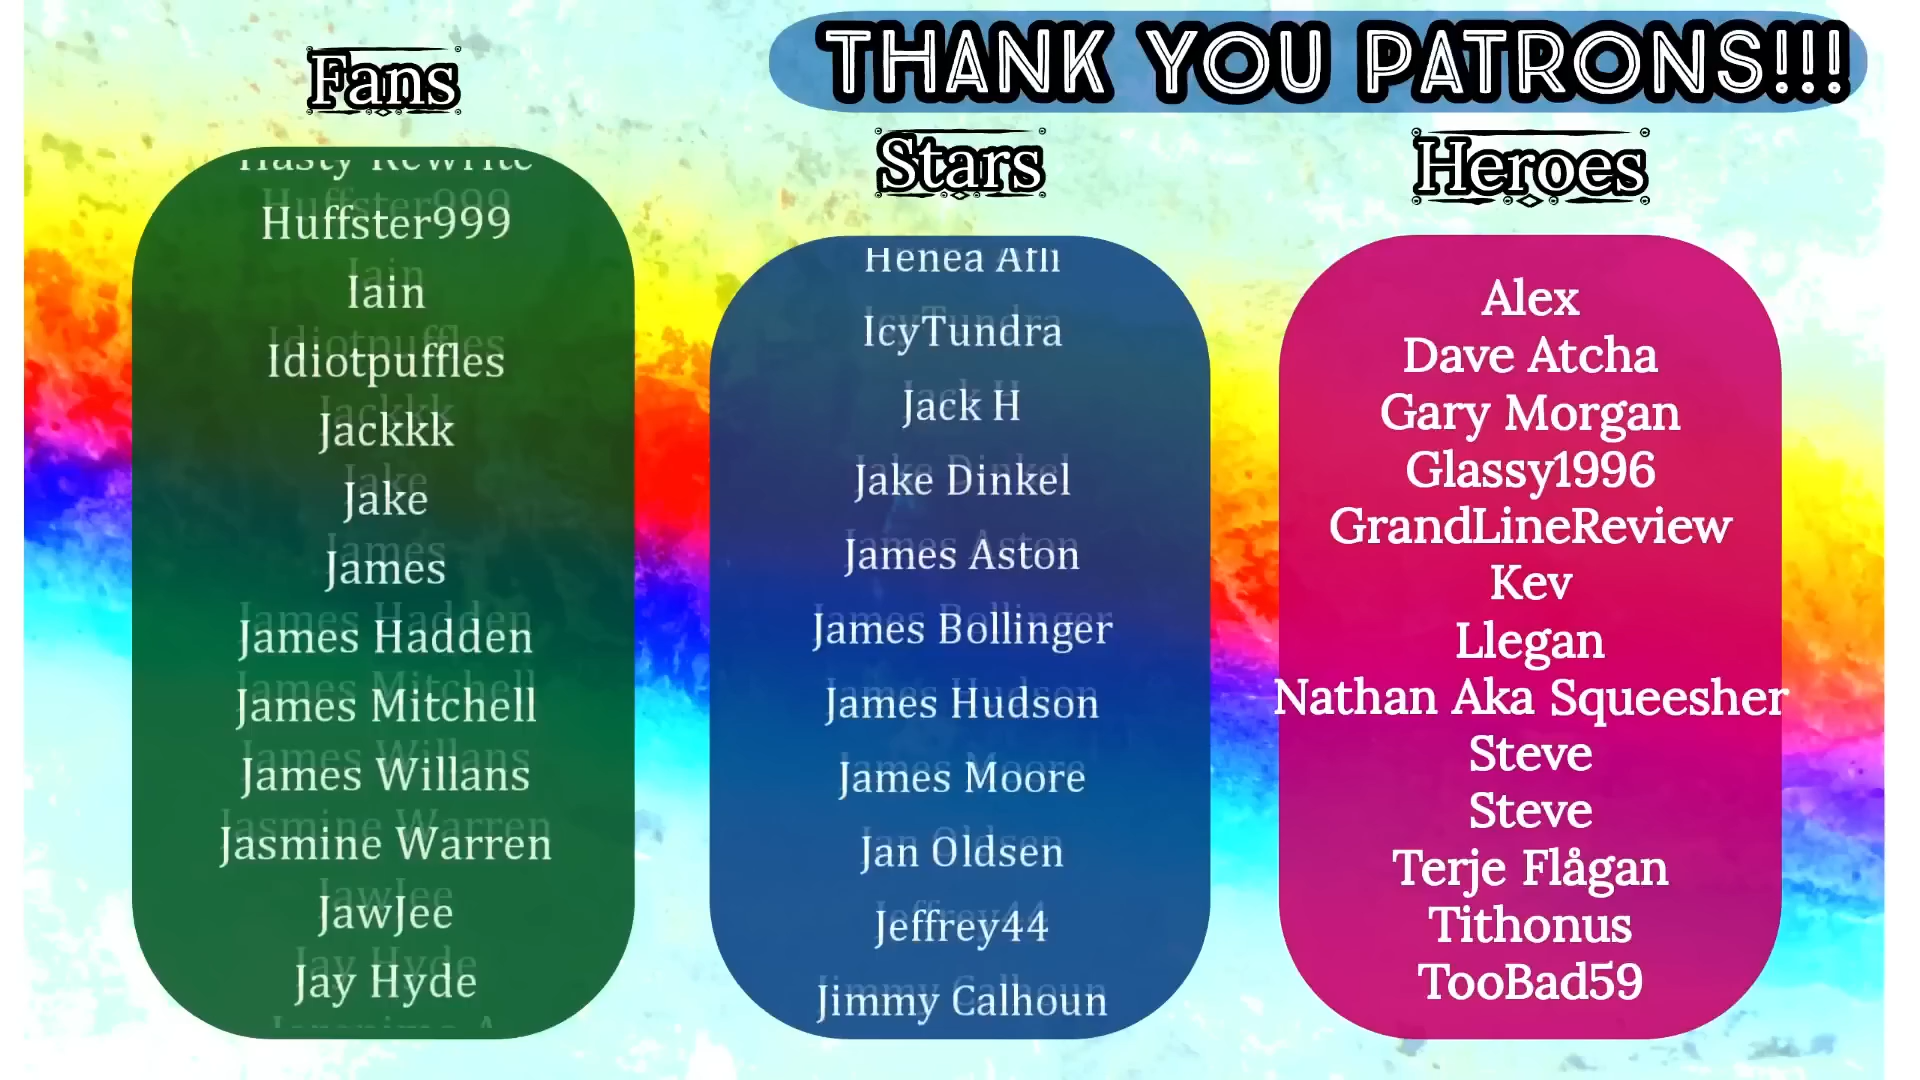 THANK YOU PATRONS!!!
Fans
Hasty Rewrite
Huffster999
Iain
Idiotpuffles
Jackkk
Jake
James
James Hadden
James Mitchell
James Willans
Jasmine Warren
JawJee
Jay Hyde
Stars
Henea
IcyTundra
Jack H
Jake Dinkel
James Aston
James Bollinger
James Hudson
James Moore
Jan Oldsen
Jeffrey44
Jimmy Calhoun
Heroes
Alex
Dave Atcha
Gary Morgan
Glassy1996
GrandLineReview
Kev
Llegan
Nathan Aka Squeesher
Steve
Steve
Terje Flågan
Tithonus
TooBad59